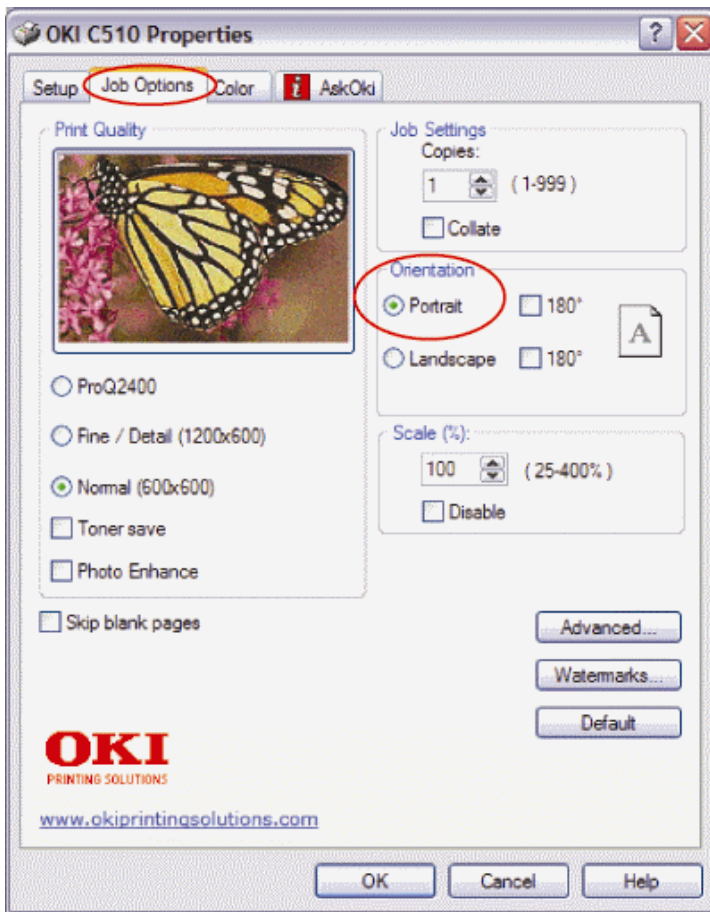 OKI C510 Properties
Setup
Job Options
Color
i AskOki
Print Quality
ProQ2400
Fine / Detail (1200x600)
Normal (600x600)
Toner save
Photo Enhance
Skip blank pages
Job Settings
Copies:
1 (1-999)
Collate
Orientation
Portrait 180°
Landscape 180°
A
Scale (%):
100 (25-400%)
Disable
Advanced...
Watermarks...
Default
OKI
PRINTING SOLUTIONS
www.okiprintingsolutions.com
OK Cancel Help